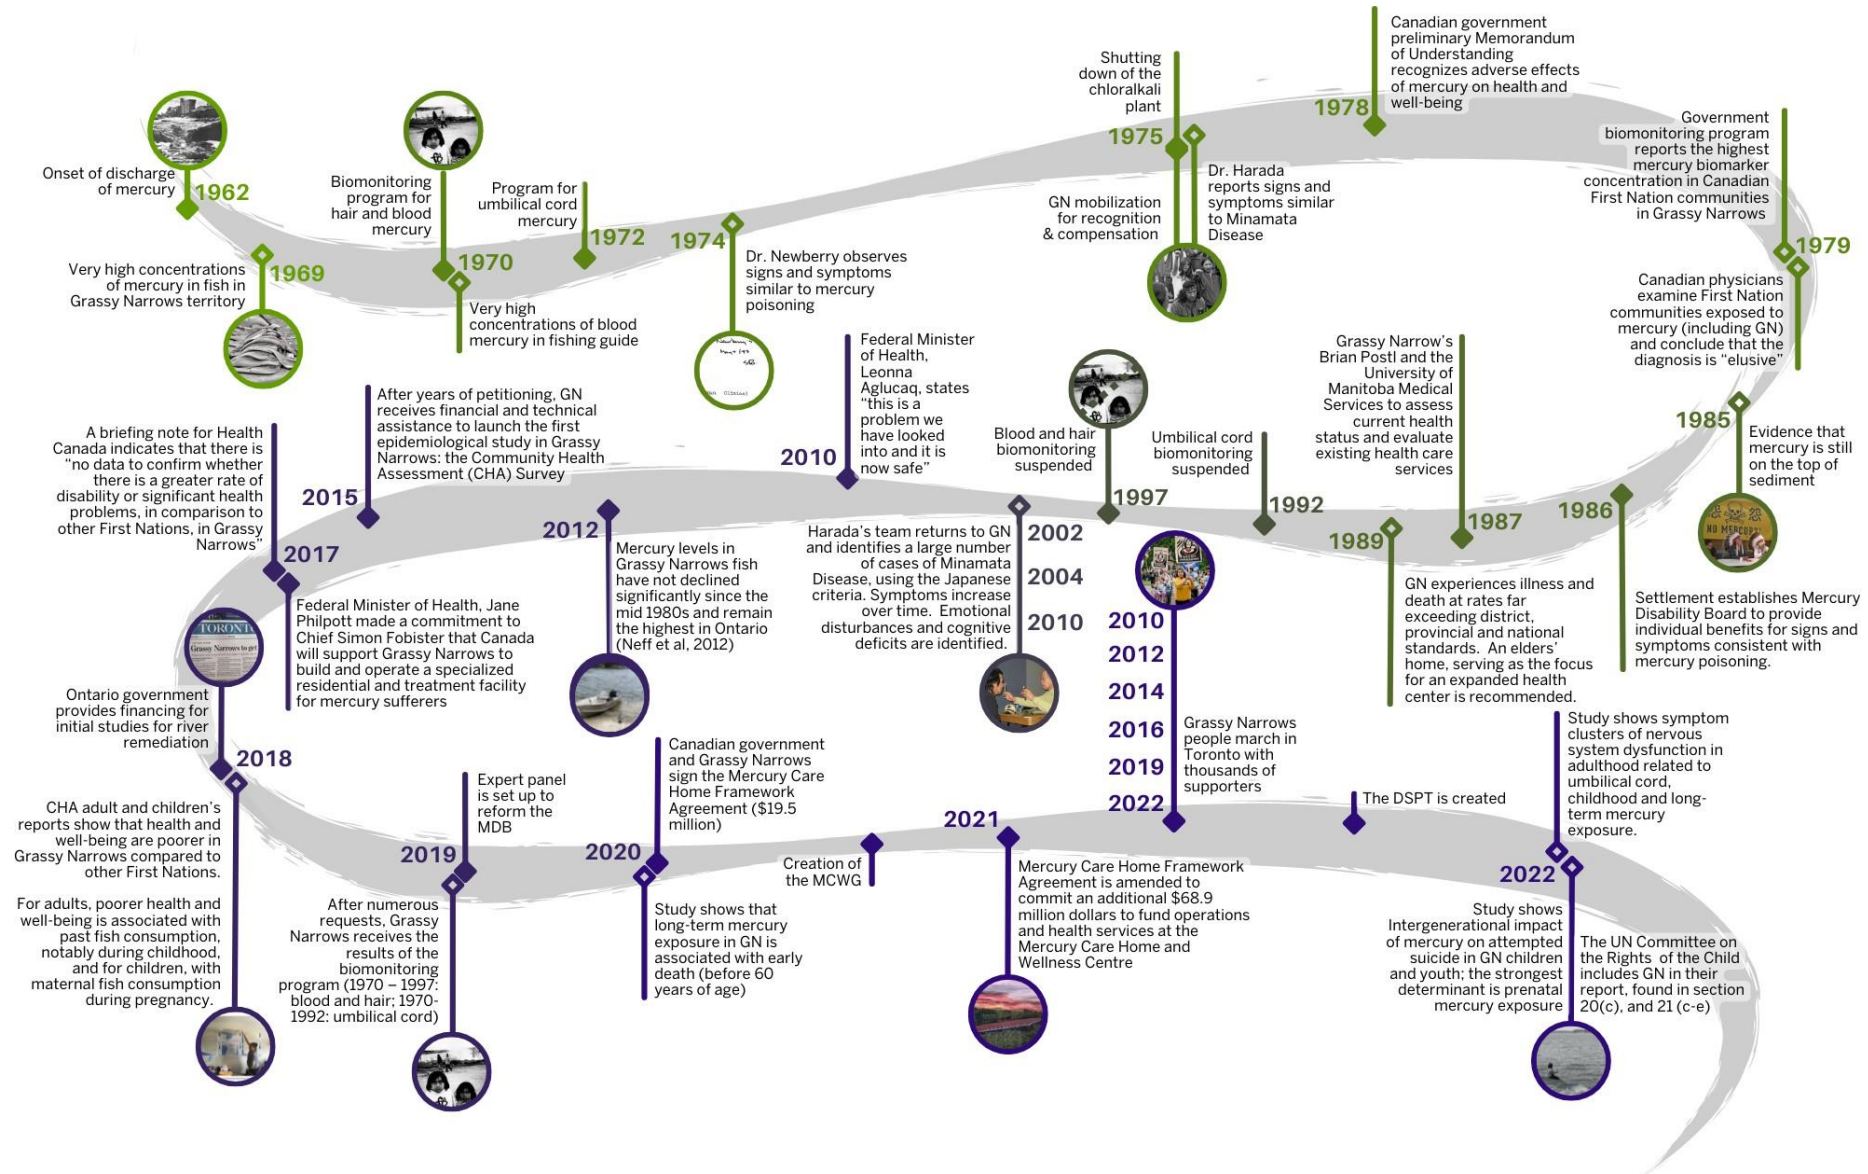 Onset of discharge
of mercury
1962
Very high concentrations
of mercury in fish in
Grassy Narrows territory
1969
Biomonitoring
program for
hair and blood
mercury
1970
Very high
concentrations of blood
mercury in fishing guide
Program for
umbilical cord
mercury
1972
1974
Dr. Newberry observes
signs and symptoms
similar to mercury
poisoning
Shutting
down of the
chloralkali
plant
1975
GN mobilization
for recognition
& compensation
Dr. Harada
reports signs and
symptoms similar
to Minamata
Disease
Canadian government
preliminary Memorandum
of Understanding
recognizes adverse effects
of mercury on health and
well-being
1978
Government
biomonitoring program
reports the highest
mercury biomarker
concentration in Canadian
First Nation communities
in Grassy Narrows
1979
Canadian physicians
examine First Nation
communities exposed to
mercury (including GN)
and conclude that the
diagnosis is “elusive”
1985
Evidence that
mercury is still
on the top of
sediment
NO MERCURY
1986
Settlement establishes Mercury
Disability Board to provide
individual benefits for signs and
symptoms consistent with
mercury poisoning.
Grassy Narrow’s
Brian Postl and the
University of
Manitoba Medical
Services to assess
current health
status and evaluate
existing health care
services
1987
1989
GN experiences illness and
death at rates far
exceeding district,
provincial and national
standards. An elders’
home, serving as the focus
for an expanded health
center is recommended.
Umbilical cord
biomonitoring
suspended
1992
Blood and hair
biomonitoring
suspended
1997
2002
2004
2010
Harada’s team returns to GN
and identifies a large number
of cases of Minamata
Disease, using the Japanese
criteria. Symptoms increase
over time. Emotional
disturbances and cognitive
deficits are identified.
Federal Minister
of Health,
Leonna
Aglucaq, states
“this is a
problem we
have looked
into and it is
now safe”
2010
2012
Mercury levels in
Grassy Narrows fish
have not declined
significantly since the
mid 1980s and remain
the highest in Ontario
(Neff et al, 2012)
After years of petitioning, GN
receives financial and technical
assistance to launch the first
epidemiological study in Grassy
Narrows: the Community Health
Assessment (CHA) Survey
2015
A briefing note for Health
Canada indicates that there is
“no data to confirm whether
there is a greater rate of
disability or significant health
problems, in comparison to
other First Nations, in Grassy
Narrows”
2017
Federal Minister of Health, Jane
Philpott made a commitment to
Chief Simon Fobister that Canada
will support Grassy Narrows to
build and operate a specialized
residential and treatment facility
for mercury sufferers
TORONT
Grassy Narrows to get
Ontario government
provides financing for
initial studies for river
remediation
2018
CHA adult and children’s
reports show that health and
well-being are poorer in
Grassy Narrows compared to
other First Nations.
For adults, poorer health and
well-being is associated with
past fish consumption,
notably during childhood,
and for children, with
maternal fish consumption
during pregnancy.
Expert panel
is set up to
reform the
MDB
2019
After numerous
requests, Grassy
Narrows receives the
results of the
biomonitoring
program (1970 – 1997:
blood and hair; 1970-
1992: umbilical cord)
Canadian government
and Grassy Narrows
sign the Mercury Care
Home Framework
Agreement ($19.5
million)
2020
Study shows that
long-term mercury
exposure in GN is
associated with early
death (before 60
years of age)
Creation of
the MCWG
2021
Mercury Care Home Framework
Agreement is amended to
commit an additional $68.9
million dollars to fund operations
and health services at the
Mercury Care Home and
Wellness Centre
2010
2012
2014
2016
2019
2022
Grassy Narrows
people march in
Toronto with
thousands of
supporters
The DSPT is created
Study shows symptom
clusters of nervous
system dysfunction in
adulthood related to
umbilical cord,
childhood and long-
term mercury
exposure.
2022
Study shows
Intergenerational impact
of mercury on attempted
suicide in GN children
and youth; the strongest
determinant is prenatal
mercury exposure
The UN Committee on
the Rights of the Child
includes GN in their
report, found in section
20(c), and 21 (c-e)